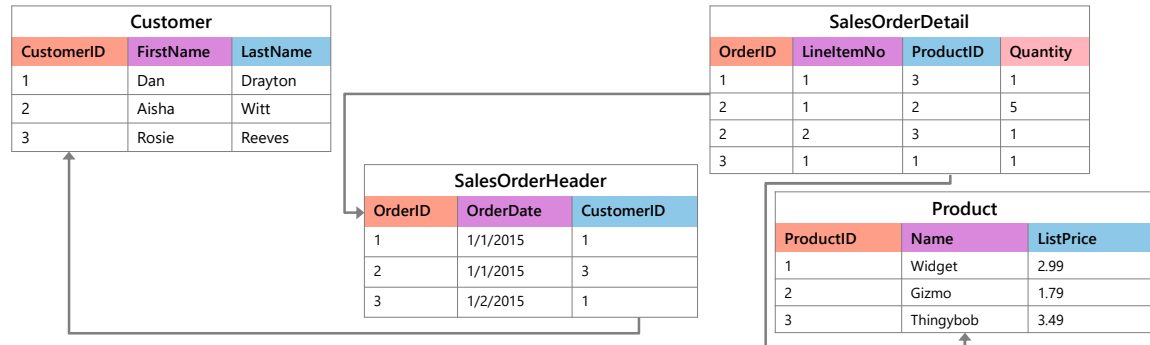 Customer
CustomerID FirstName LastName
1 Dan Drayton
2 Aisha Witt
3 Rosie Reeves
SalesOrderHeader
OrderID OrderDate CustomerID
1 1/1/2015 1
2 1/1/2015 3
3 1/2/2015 1
SalesOrderDetail
OrderID LineItemNo ProductID Quantity
1 1 3 1
2 1 2 5
2 2 3 1
3 1 1 1
Product
ProductID Name ListPrice
1 Widget 2.99
2 Gizmo 1.79
3 Thingybob 3.49